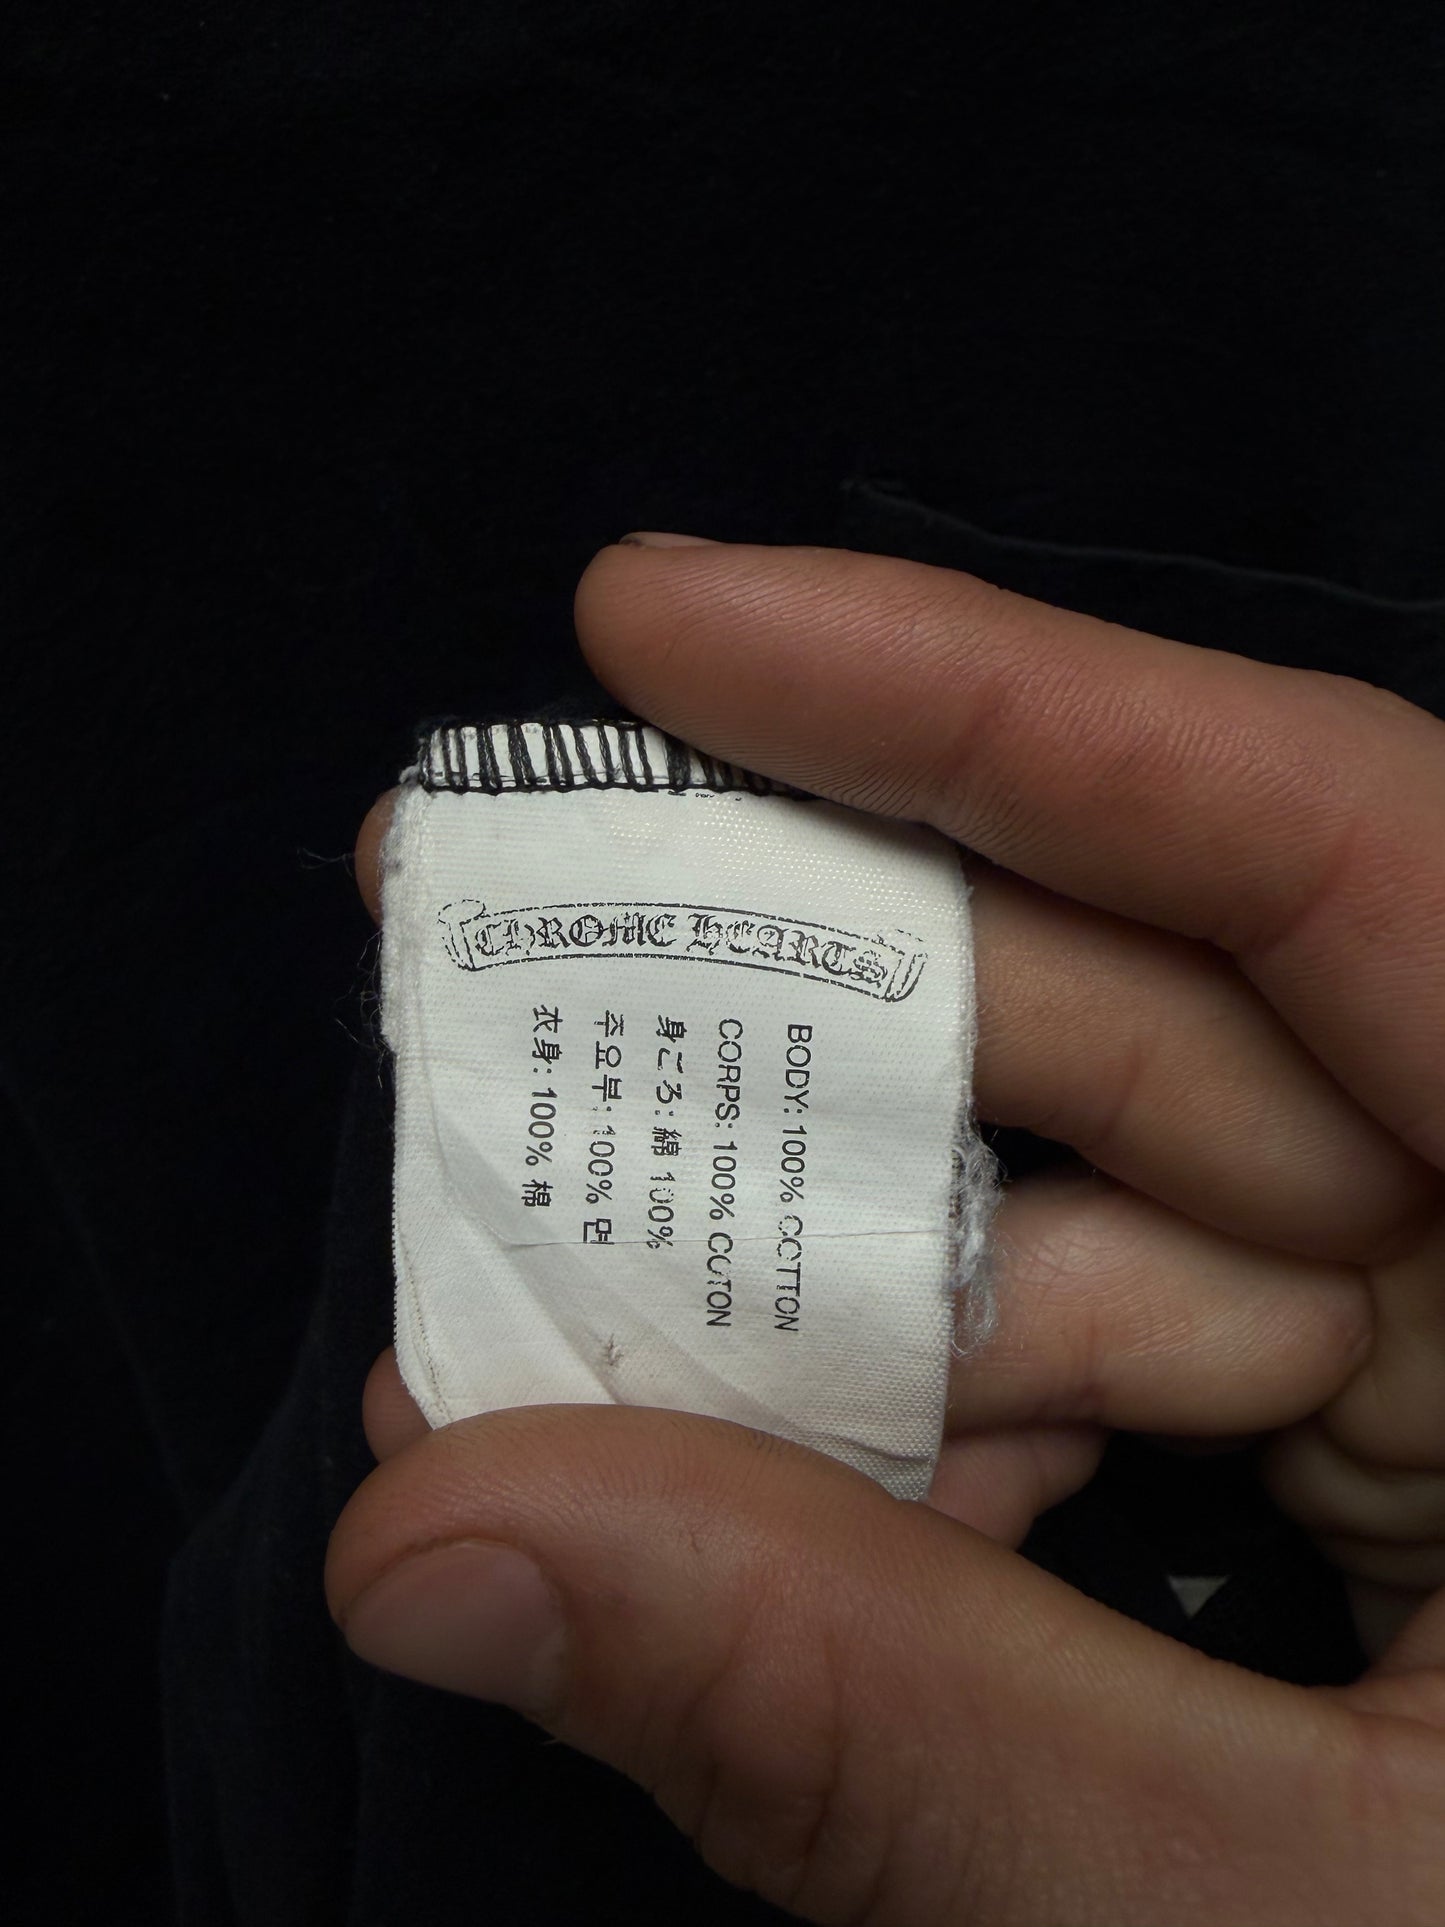 CHROME HEARTS
BODY: 100% COTTON
CORPS: 100% COTON
身ごろ: 綿 100%
주요부: 100% 면
衣身: 100% 棉